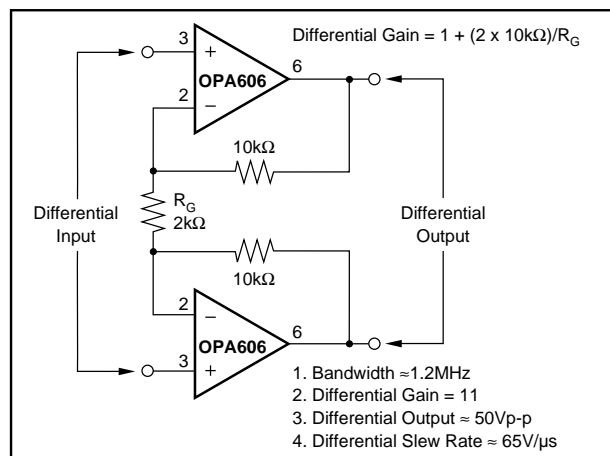 Differential Gain = 1 + (2 x 10kΩ)/RG
3
+
6
OPA606
2
–
10kΩ
RG
2kΩ
Differential
Input
Differential
Output
10kΩ
2
–
6
OPA606
3
+
1. Bandwidth ≈1.2MHz
2. Differential Gain = 11
3. Differential Output ≈ 50Vp-p
4. Differential Slew Rate ≈ 65V/µs